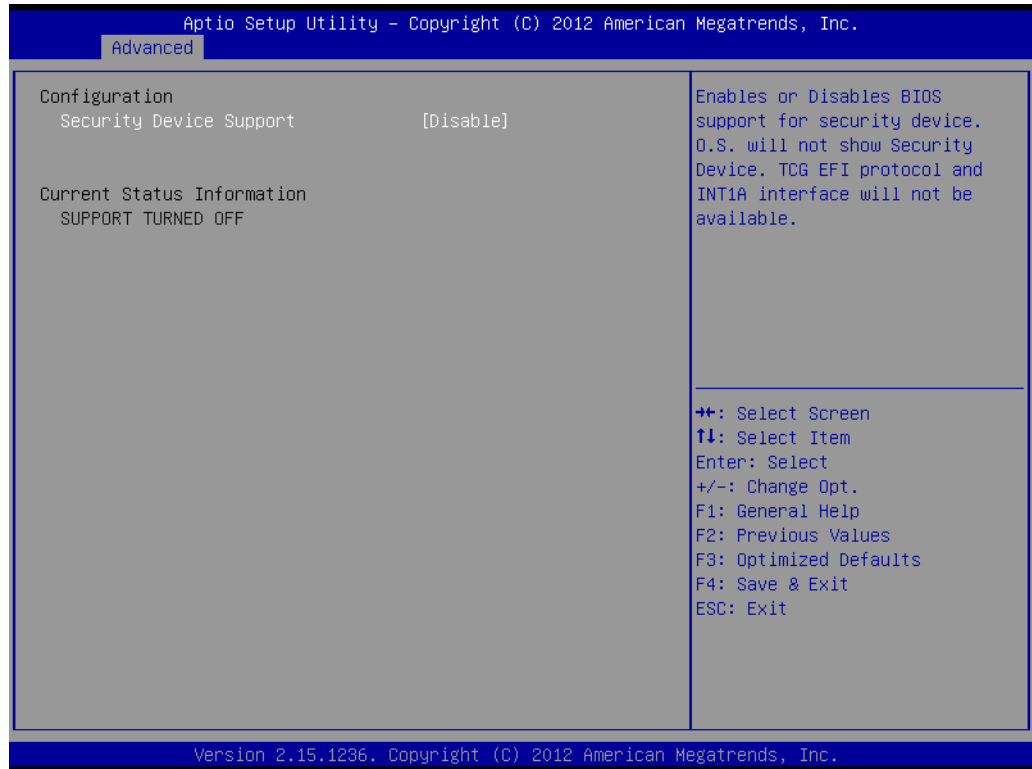 Aptio Setup Utility – Copyright (C) 2012 American Megatrends, Inc.
Advanced
Configuration
Security Device Support [Disable]
Current Status Information
SUPPORT TURNED OFF
Enables or Disables BIOS
support for security device.
O.S. will not show Security
Device. TCG EFI protocol and
INT1A interface will not be
available.
→←: Select Screen
↑↓: Select Item
Enter: Select
+/-: Change Opt.
F1: General Help
F2: Previous Values
F3: Optimized Defaults
F4: Save & Exit
ESC: Exit
Version 2.15.1236. Copyright (C) 2012 American Megatrends, Inc.